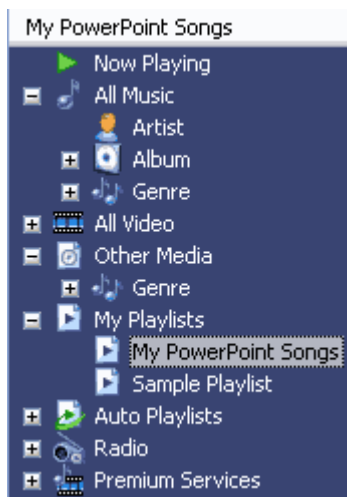 My PowerPoint Songs
Now Playing
All Music
Artist
Album
Genre
All Video
Other Media
Genre
My Playlists
My PowerPoint Songs
Sample Playlist
Auto Playlists
Radio
Premium Services